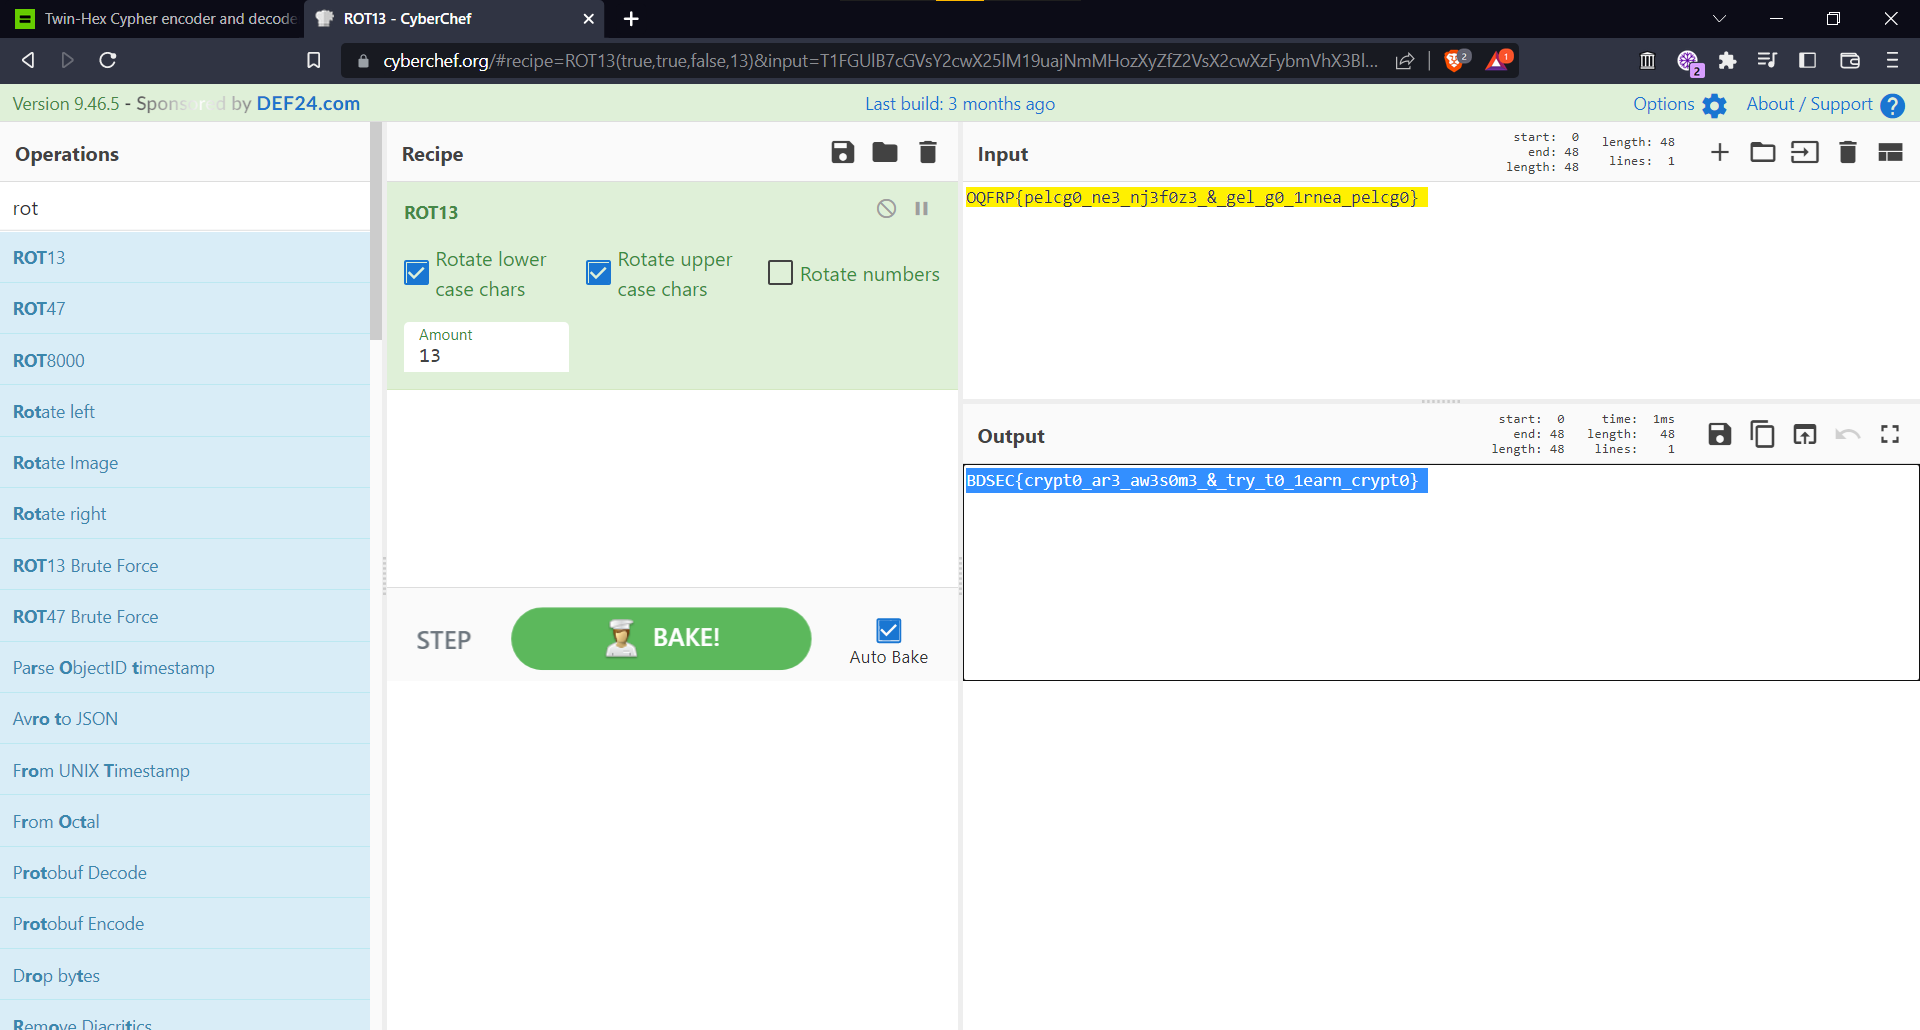 Twin-Hex Cypher encoder and decode
ROT13 - CyberChef
cyberchef.org/#recipe=ROT13(true,true,false,13)&input=T1FGUlB7cGVsY2cwX25lM19uajNmMHozXyZfZ2VsX2cwXzFybmVhX3Bl...
2
1
2
Version 9.46.5 - Sponsored by DEF24.com
Last build: 3 months ago
Options
About / Support
Operations
rot
ROT13
ROT47
ROT8000
Rotate left
Rotate Image
Rotate right
ROT13 Brute Force
ROT47 Brute Force
Parse ObjectID timestamp
Avro to JSON
From UNIX Timestamp
From Octal
Protobuf Decode
Protobuf Encode
Drop bytes
Remove Diacritics
Recipe
ROT13
Rotate lower
case chars
Rotate upper
case chars
Rotate numbers
Amount
13
STEP
BAKE!
Auto Bake
Input
start: 0
end: 48
length: 48
length: 48
lines: 1
OQFRP{pelcg0_ne3_nj3f0z3_&_gel_g0_1rnea_pelcg0}
Output
start: 0
end: 48
length: 48
time: 1ms
length: 48
lines: 1
BDSEC{crypt0_ar3_aw3s0m3_&_try_t0_1earn_crypt0}